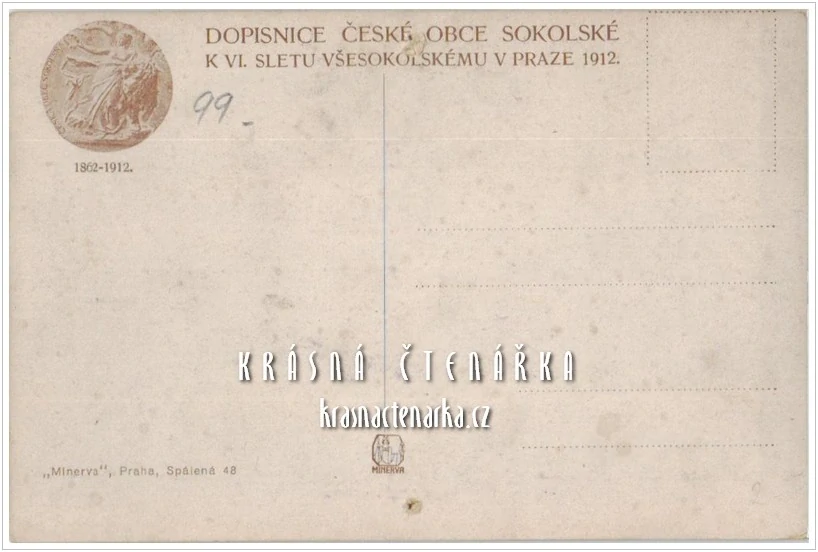 DOPISNICE ČESKÉ OBCE SOKOLSKÉ
K VI. SLETU VŠESOKOLSKÉMU V PRAZE 1912.
99.-
1862-1912.
KRÁSNÁ ČTENÁŘKA
krasnactenarka.cz
MINERVA
„Minerva“, Praha, Spálená 48
2